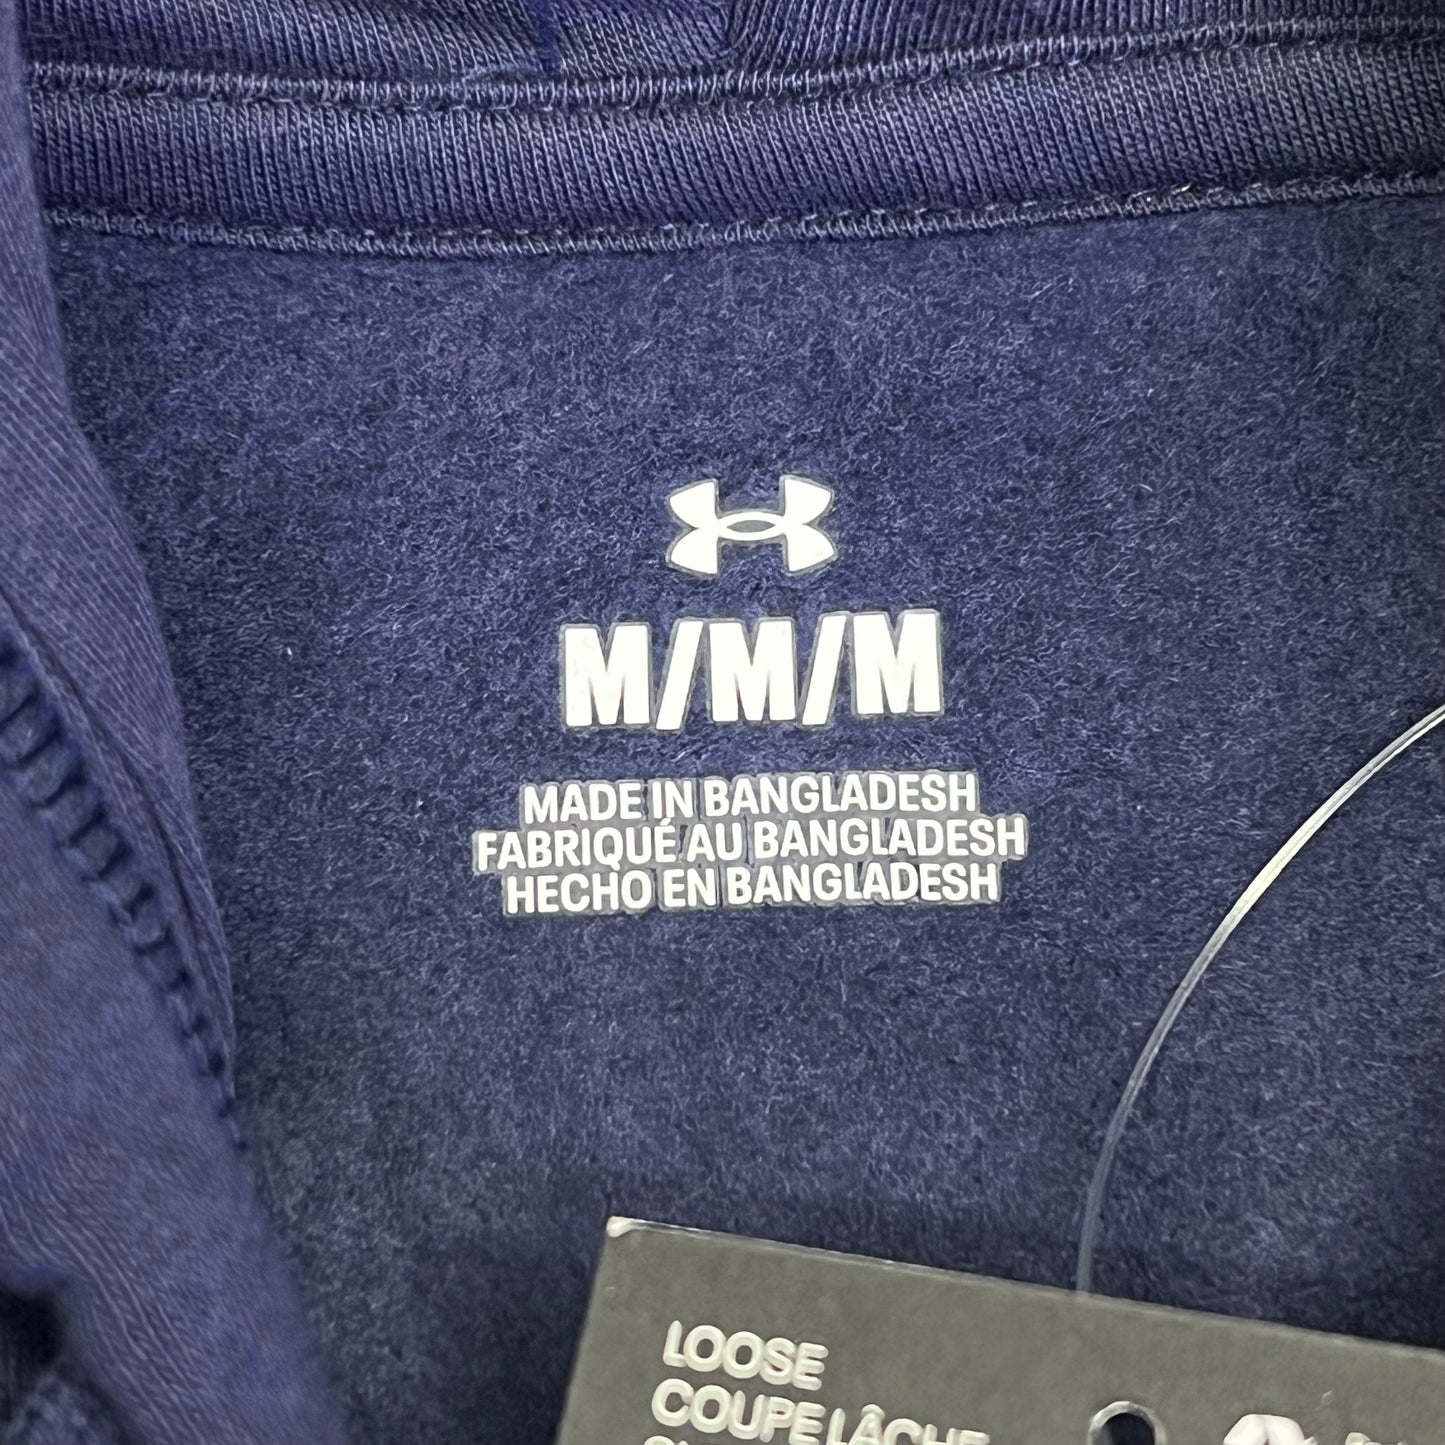 M/M/M
MADE IN BANGLADESH
FABRIQUÉ AU BANGLADESH
HECHO EN BANGLADESH
LOOSE
COUPE LÂCHE